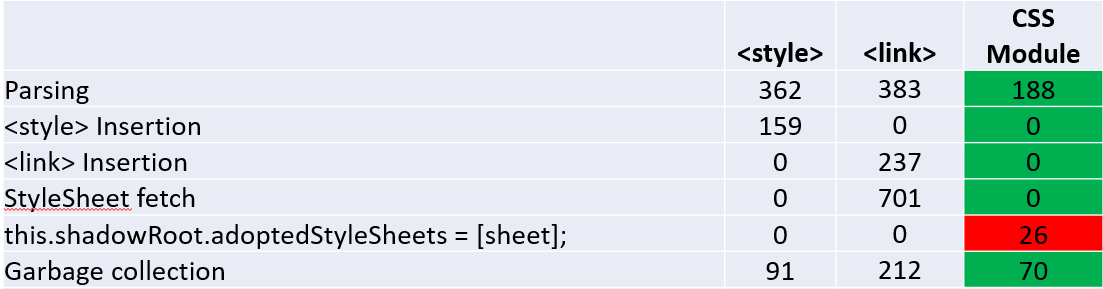 <style> <link> CSS Module
Parsing 362 383 188
<style> Insertion 159 0 0
<link> Insertion 0 237 0
StyleSheet fetch 0 701 0
this.shadowRoot.adoptedStyleSheets = [sheet]; 0 0 26
Garbage collection 91 212 70